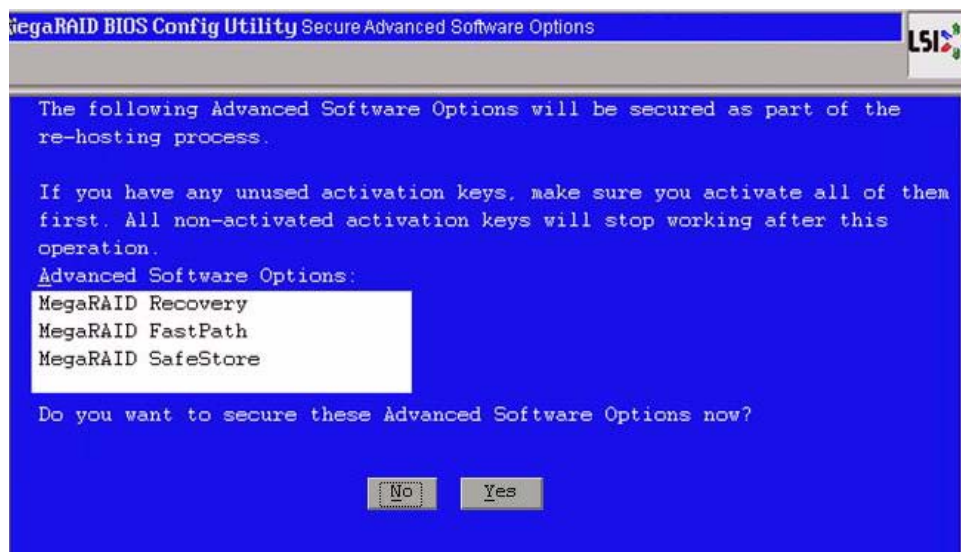 MegaRAID BIOS Config Utility Secure Advanced Software Options
LSI
The following Advanced Software Options will be secured as part of the
re-hosting process.
If you have any unused activation keys, make sure you activate all of them
first. All non-activated activation keys will stop working after this
operation.
Advanced Software Options:
MegaRAID Recovery
MegaRAID FastPath
MegaRAID SafeStore
Do you want to secure these Advanced Software Options now?
No Yes